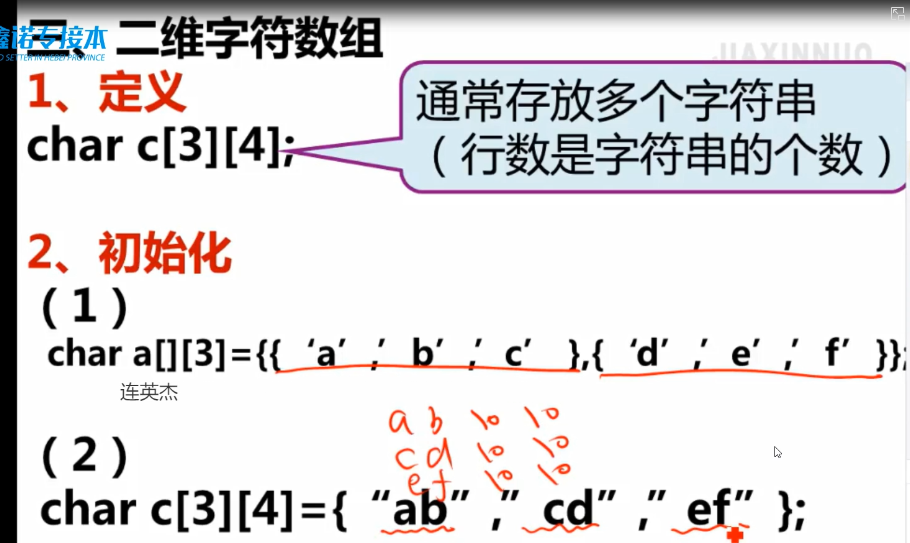 鑫诺专接本
三、二维字符数组
JIAXINNUO
1、定义
char c[3][4];
通常存放多个字符串
（行数是字符串的个数）
2、初始化
（1）
char a[][3]={{ ‘a’ ,’ b’ ,’ c’ },{ ‘d’ ,’ e’ ,’ f’ }};
连英杰
a b \0 \0
c d \0 \0
e f \0 \0
（2）
char c[3][4]={ “ab” ,” cd” ,” ef” };